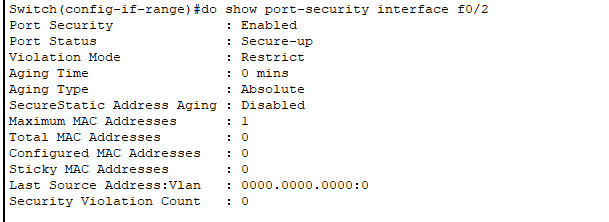 Switch(config-if-range)#do show port-security interface f0/2
Port Security : Enabled
Port Status : Secure-up
Violation Mode : Restrict
Aging Time : 0 mins
Aging Type : Absolute
SecureStatic Address Aging : Disabled
Maximum MAC Addresses : 1
Total MAC Addresses : 0
Configured MAC Addresses : 0
Sticky MAC Addresses : 0
Last Source Address:Vlan : 0000.0000.0000:0
Security Violation Count : 0